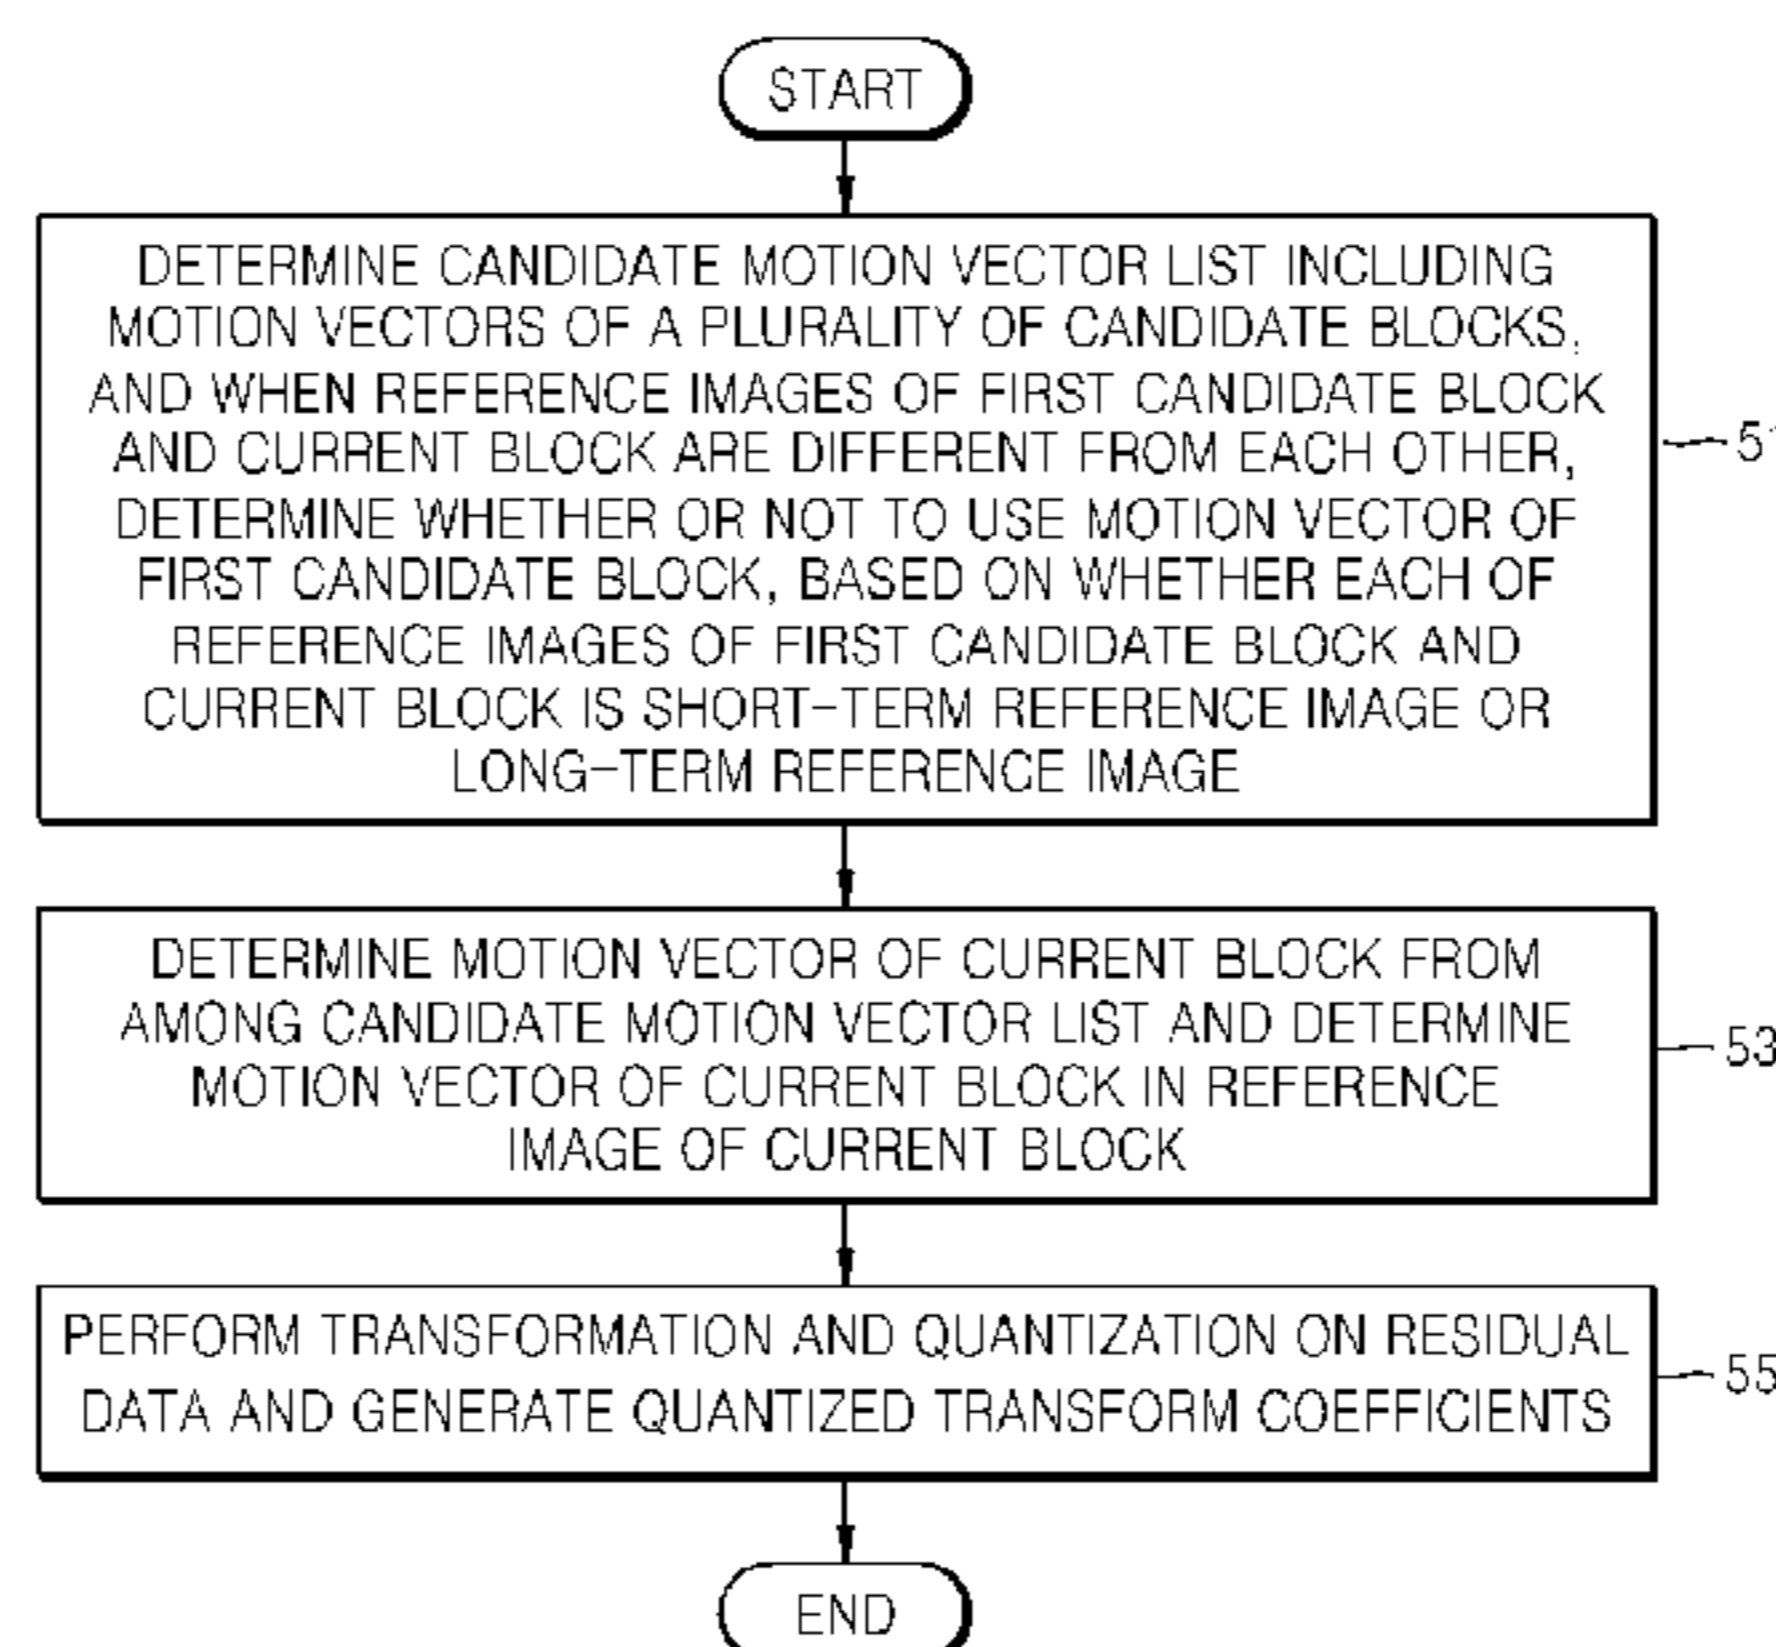 START
DETERMINE CANDIDATE MOTION VECTOR LIST INCLUDING
MOTION VECTORS OF A PLURALITY OF CANDIDATE BLOCKS,
AND WHEN REFERENCE IMAGES OF FIRST CANDIDATE BLOCK
AND CURRENT BLOCK ARE DIFFERENT FROM EACH OTHER,
DETERMINE WHETHER OR NOT TO USE MOTION VECTOR OF
FIRST CANDIDATE BLOCK, BASED ON WHETHER EACH OF
REFERENCE IMAGES OF FIRST CANDIDATE BLOCK AND
CURRENT BLOCK IS SHORT-TERM REFERENCE IMAGE OR
LONG-TERM REFERENCE IMAGE
51
DETERMINE MOTION VECTOR OF CURRENT BLOCK FROM
AMONG CANDIDATE MOTION VECTOR LIST AND DETERMINE
MOTION VECTOR OF CURRENT BLOCK IN REFERENCE
IMAGE OF CURRENT BLOCK
53
PERFORM TRANSFORMATION AND QUANTIZATION ON RESIDUAL
DATA AND GENERATE QUANTIZED TRANSFORM COEFFICIENTS
55
END